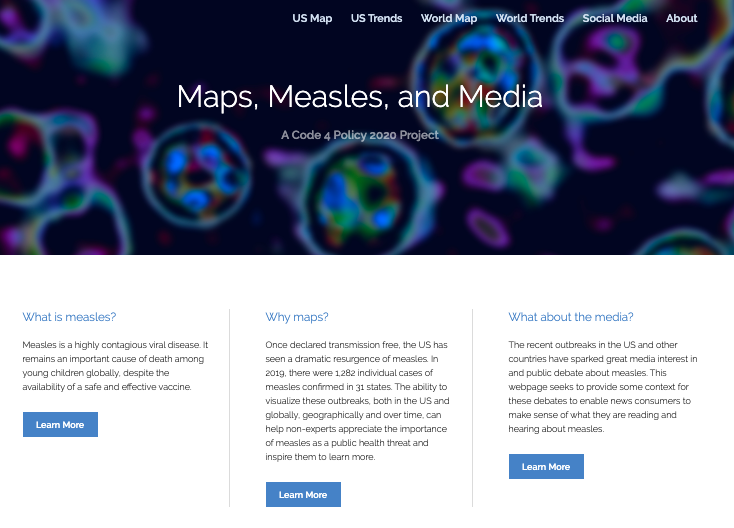 US Map US Trends World Map World Trends Social Media About
Maps, Measles, and Media
A Code 4 Policy 2020 Project
What is measles?
Measles is a highly contagious viral disease. It
remains an important cause of death among
young children globally, despite the
availability of a safe and effective vaccine.
Learn More
Why maps?
Once declared transmission free, the US has
seen a dramatic resurgence of measles. In
2019, there were 1,282 individual cases of
measles confirmed in 31 states. The ability to
visualize these outbreaks, both in the US and
globally, geographically and over time, can
help non-experts appreciate the importance
of measles as a public health threat and
inspire them to learn more.
Learn More
What about the media?
The recent outbreaks in the US and other
countries have sparked great media interest in
and public debate about measles. This
webpage seeks to provide some context for
these debates to enable news consumers to
make sense of what they are reading and
hearing about measles.
Learn More